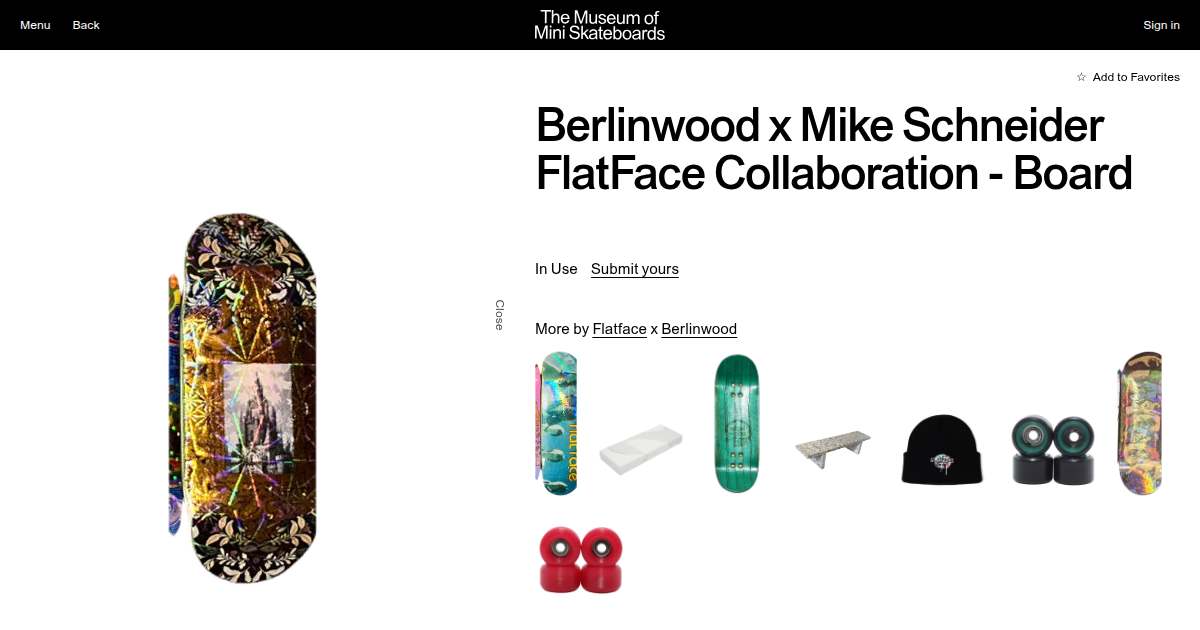 Menu
Back
The Museum of
Mini Skateboards
Sign in
☆ Add to Favorites
Berlinwood x Mike Schneider
FlatFace Collaboration - Board
In Use
Submit yours
Close
More by Flatface x Berlinwood
flatface